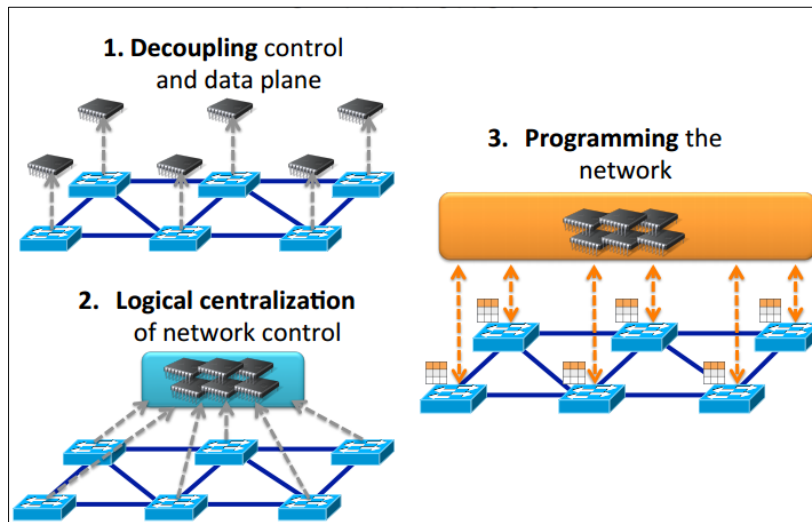 1. Decoupling control
and data plane
2. Logical centralization
of network control
3. Programming the
network